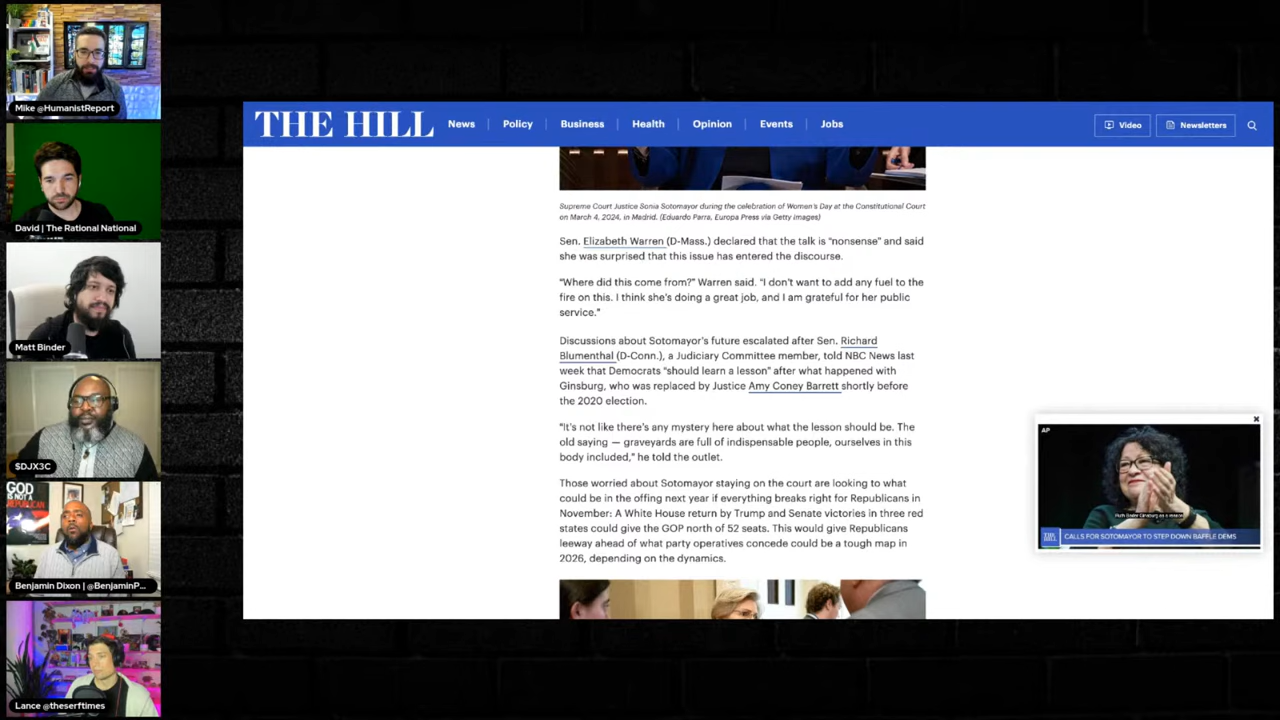 Mike @HumanistReport
David | The Rational National
Matt Binder
$DJX3C
GOD
IS NOT A
REPUBLICAN
Benjamin Dixon | @BenjaminP...
Lance @theserftimes
THE HILL
News
Policy
Business
Health
Opinion
Events
Jobs
Video
Newsletters
Supreme Court Justice Sonia Sotomayor during the celebration of Women's Day at the Constitutional Court
on March 4, 2024, in Madrid. (Eduardo Parra, Europa Press via Getty Images)
Sen. Elizabeth Warren (D-Mass.) declared that the talk is “nonsense” and said
she was surprised that this issue has entered the discourse.
“Where did this come from?” Warren said. “I don't want to add any fuel to the
fire on this. I think she's doing a great job, and I am grateful for her public
service.”
Discussions about Sotomayor's future escalated after Sen. Richard
Blumenthal (D-Conn.), a Judiciary Committee member, told NBC News last
week that Democrats “should learn a lesson” after what happened with
Ginsburg, who was replaced by Justice Amy Coney Barrett shortly before
the 2020 election.
“It's not like there's any mystery here about what the lesson should be. The
old saying — graveyards are full of indispensable people, ourselves in this
body included,” he told the outlet.
Those worried about Sotomayor staying on the court are looking to what
could be in the offing next year if everything breaks right for Republicans in
November: A White House return by Trump and Senate victories in three red
states could give the GOP north of 52 seats. This would give Republicans
leeway ahead of what party operatives concede could be a tough map in
2026, depending on the dynamics.
AP
Ruth Bader Ginsburg as a reason
THE HILL
CALLS FOR SOTOMAYOR TO STEP DOWN BAFFLE DEMS